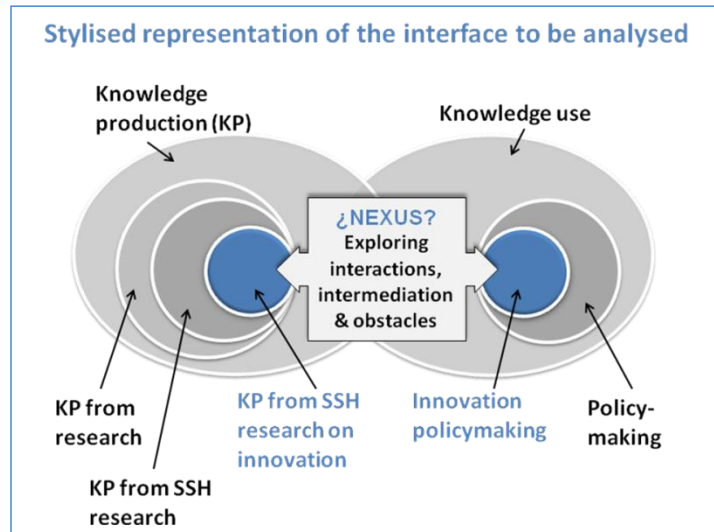 Stylised representation of the interface to be analysed
Knowledge
production (KP)
Knowledge use
¿NEXUS?
Exploring
interactions,
intermediation
& obstacles
KP from
research
KP from SSH
research
KP from SSH
research on
innovation
Innovation
policymaking
Policy-
making